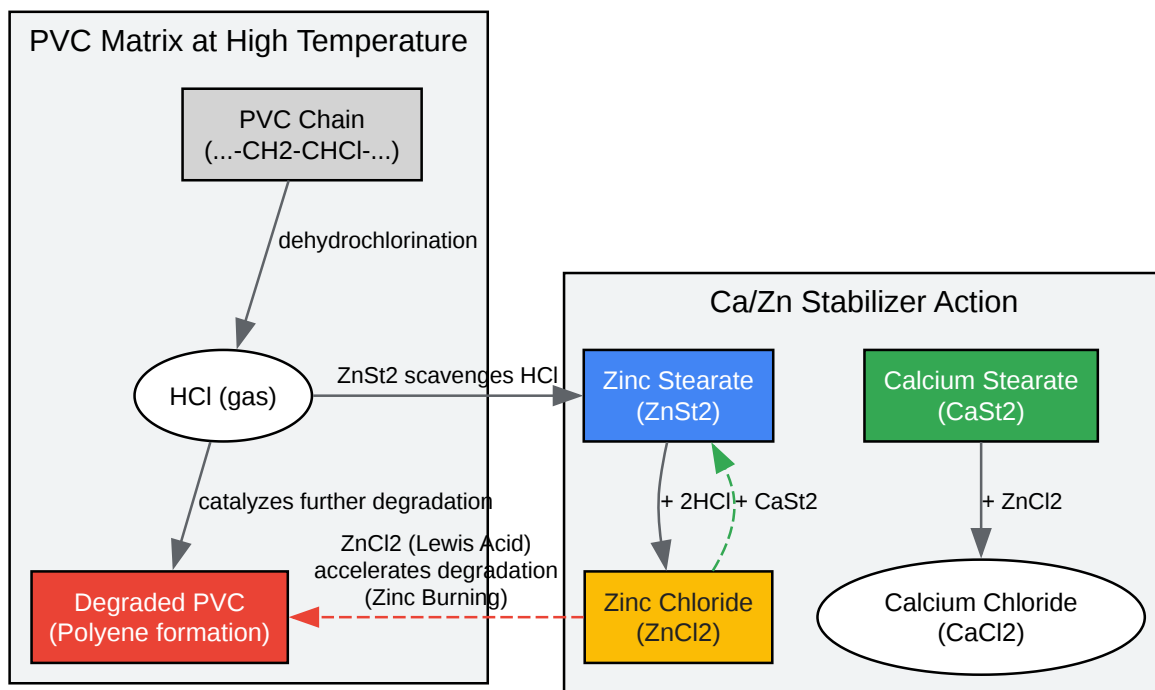 PVC Matrix at High Temperature
PVC Chain
(...-CH2-CHCl-...)
dehydrochlorination
Ca/Zn Stabilizer Action
HCl (gas)
ZnSt2 scavenges HCl
Zinc Stearate
(ZnSt2)
Calcium Stearate
(CaSt2)
catalyzes further degradation
+ 2HCl
+ CaSt2
+ ZnCl2
ZnCl2 (Lewis Acid)
accelerates degradation
(Zinc Burning)
Degraded PVC
(Polyene formation)
Zinc Chloride
(ZnCl2)
Calcium Chloride
(CaCl2)